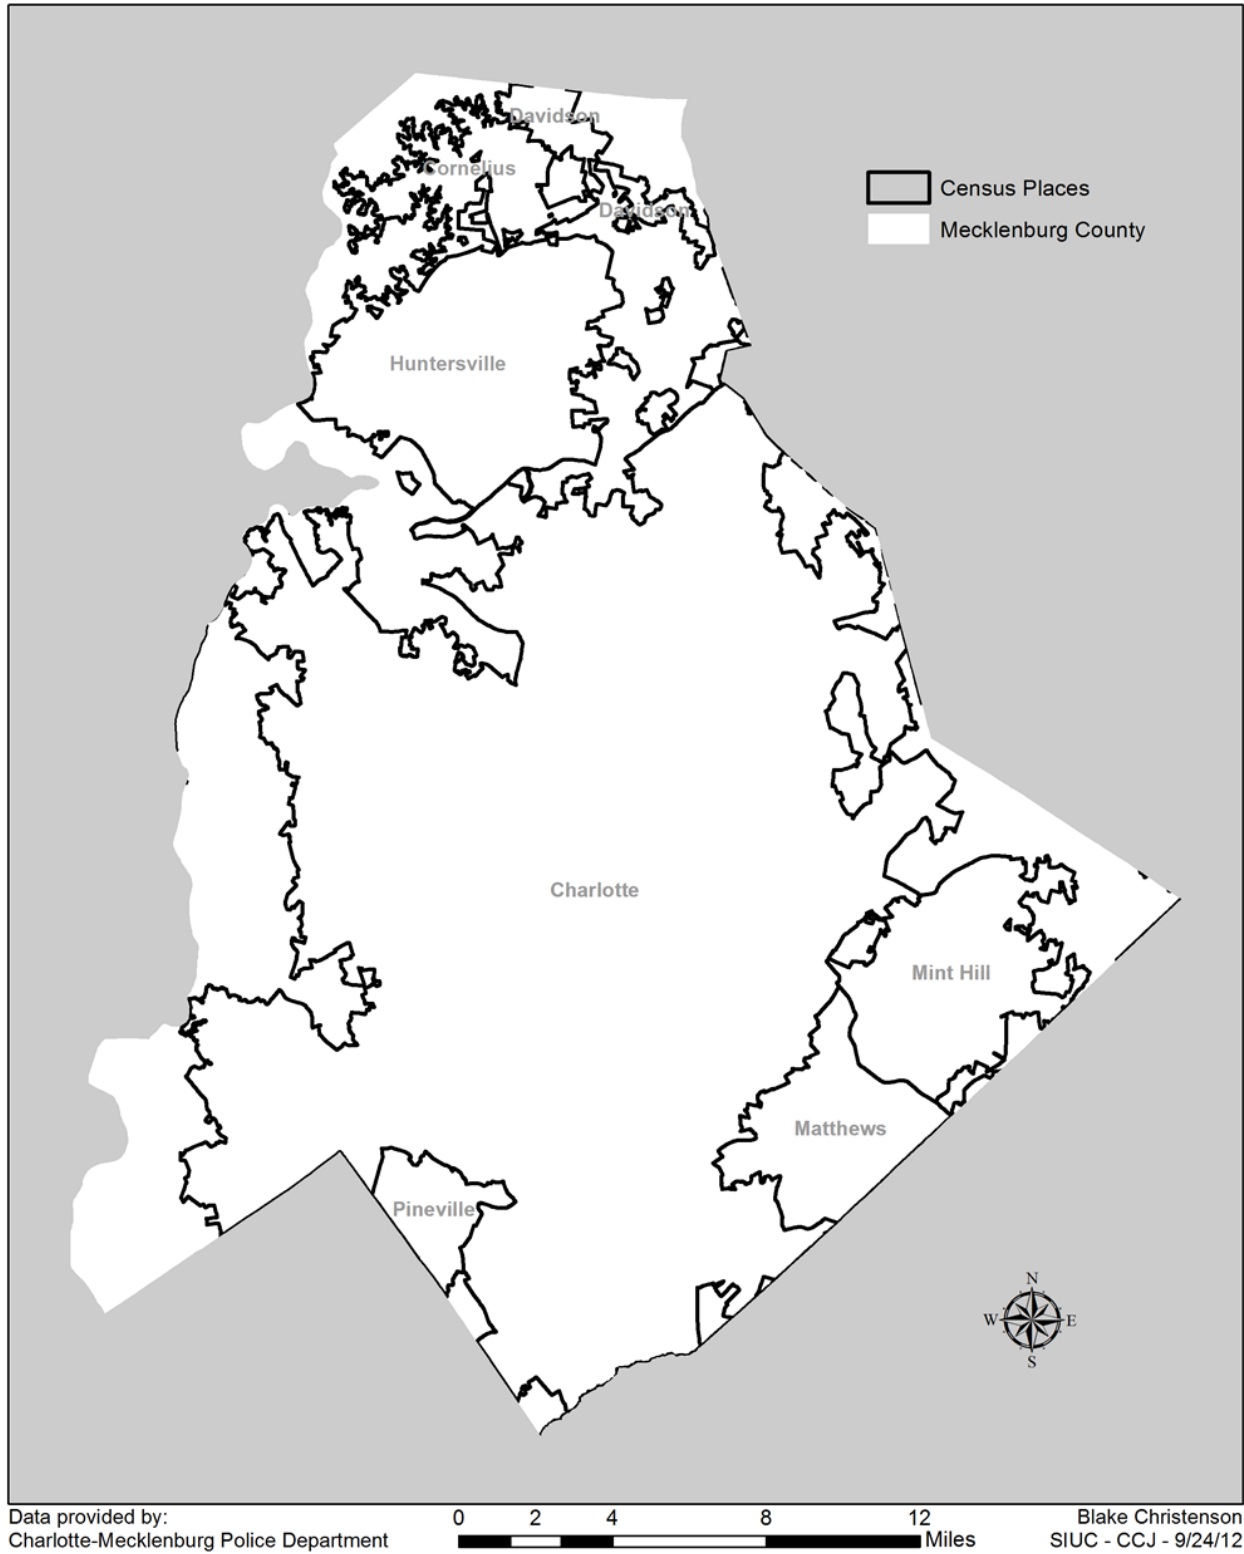 Davidson
Cornelius
Davidson
Census Places
Mecklenburg County
Huntersville
Charlotte
Mint Hill
Matthews
Pineville
N
W E
S
Data provided by:
Charlotte-Mecklenburg Police Department
0 2 4 8 12
Miles
Blake Christenson
SIUC - CCJ - 9/24/12